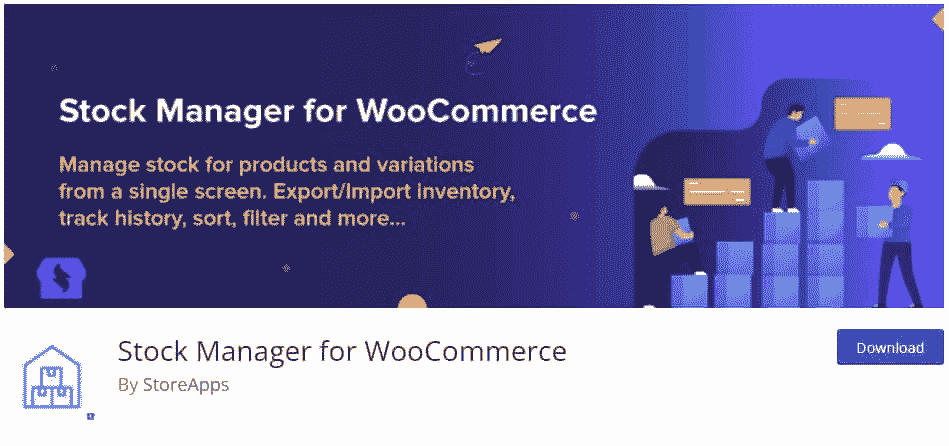 Stock Manager for WooCommerce
Manage stock for products and variations
from a single screen. Export/Import inventory,
track history, sort, filter and more...
Stock Manager for WooCommerce
By StoreApps
Download